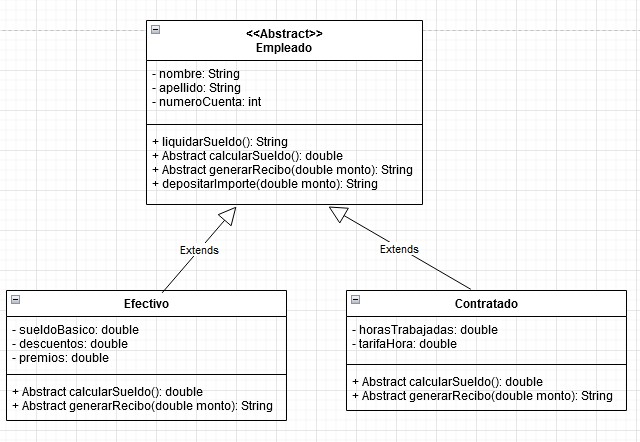 <<Abstract>>
Empleado
- nombre: String
- apellido: String
- numeroCuenta: int
+ liquidarSueldo(): String
+ Abstract calcularSueldo(): double
+ Abstract generarRecibo(double monto): String
+ depositarImporte(double monto): String
Extends
Extends
Efectivo
- sueldoBasico: double
- descuentos: double
- premios: double
+ Abstract calcularSueldo(): double
+ Abstract generarRecibo(double monto): String
Contratado
- horasTrabajadas: double
- tarifaHora: double
+ Abstract calcularSueldo(): double
+ Abstract generarRecibo(double monto): String